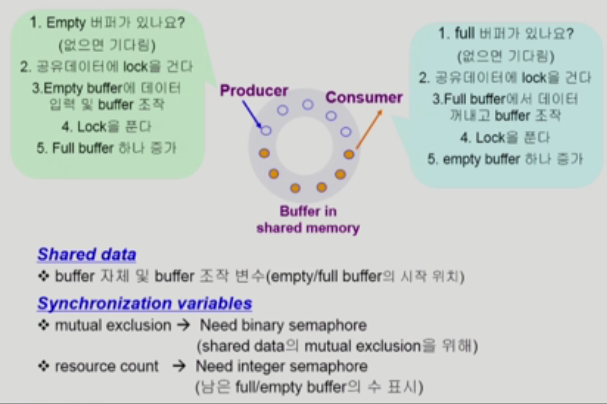 1. Empty 버퍼가 있나요?
(없으면 기다림)
2. 공유데이터에 lock을 건다
3.Empty buffer에 데이터
입력 및 buffer 조작
4. Lock을 푼다
5. Full buffer 하나 증가
Producer
Consumer
1. full 버퍼가 있나요?
(없으면 기다림)
2. 공유데이터에 lock을 건다
3.Full buffer에서 데이터
꺼내고 buffer 조작
4. Lock을 푼다
5. empty buffer 하나 증가
Buffer in
shared memory
Shared data
❖ buffer 자체 및 buffer 조작 변수(empty/full buffer의 시작 위치)
Synchronization variables
❖ mutual exclusion → Need binary semaphore
(shared data의 mutual exclusion을 위해)
❖ resource count → Need integer semaphore
(남은 full/empty buffer의 수 표시)